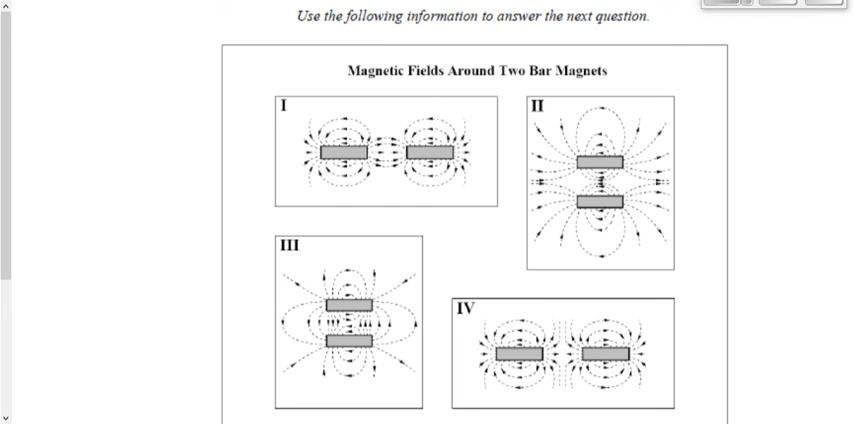 Use the following information to answer the next question.
Magnetic Fields Around Two Bar Magnets
I
II
III
IV